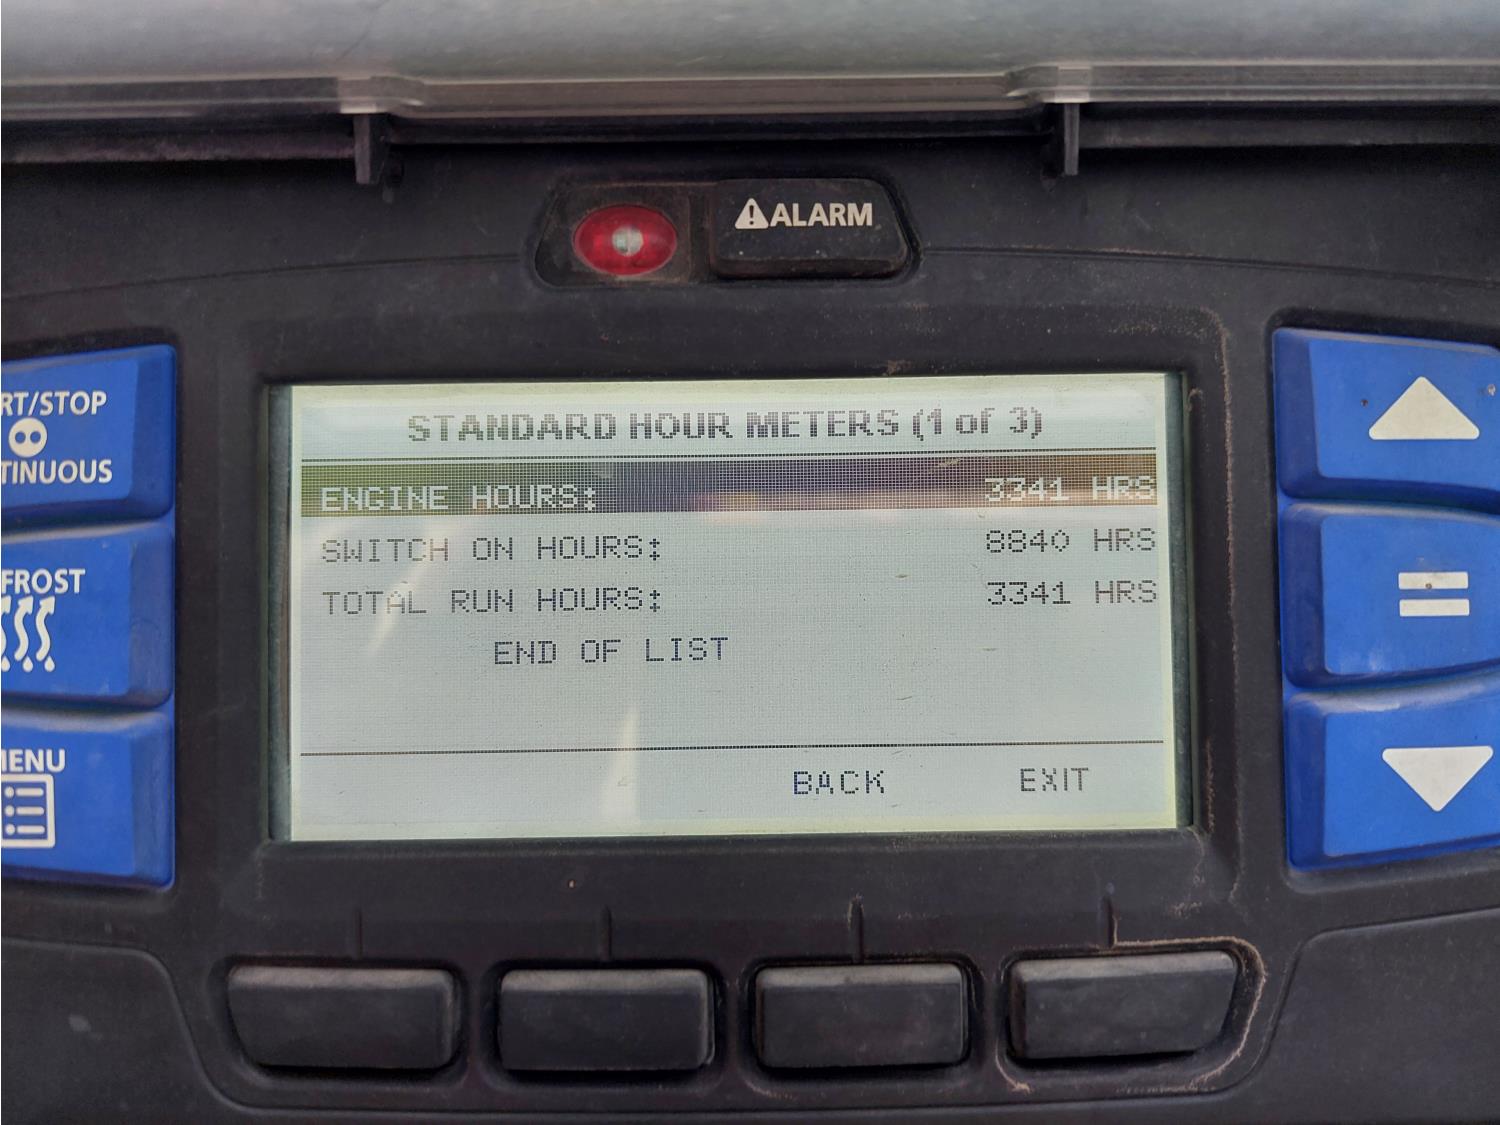 ALARM
RT/STOP
TINUOUS
FROST
MENU
STANDARD HOUR METERS (1 of 3)
ENGINE HOURS: 3341 HRS
SWITCH ON HOURS: 8840 HRS
TOTAL RUN HOURS: 3341 HRS
END OF LIST
BACK EXIT